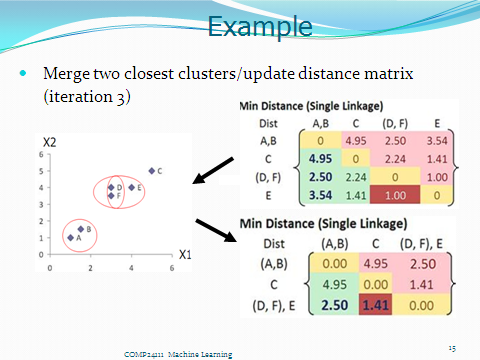 Example
Merge two closest clusters/update distance matrix
(iteration 3)
Min Distance (Single Linkage)
Dist A,B C (D, F) E
A,B 0 4.95 2.50 3.54
C 4.95 0 2.24 1.41
(D, F) 2.50 2.24 0 1.00
E 3.54 1.41 1.00 0
X2
6
5
4
3
2
1
0
0 2 4 6
X1
C
D
E
F
B
A
Min Distance (Single Linkage)
Dist (A,B) C (D, F), E
(A,B) 0.00 4.95 2.50
C 4.95 0.00 1.41
(D, F), E 2.50 1.41 0.00
COMP24111 Machine Learning
15